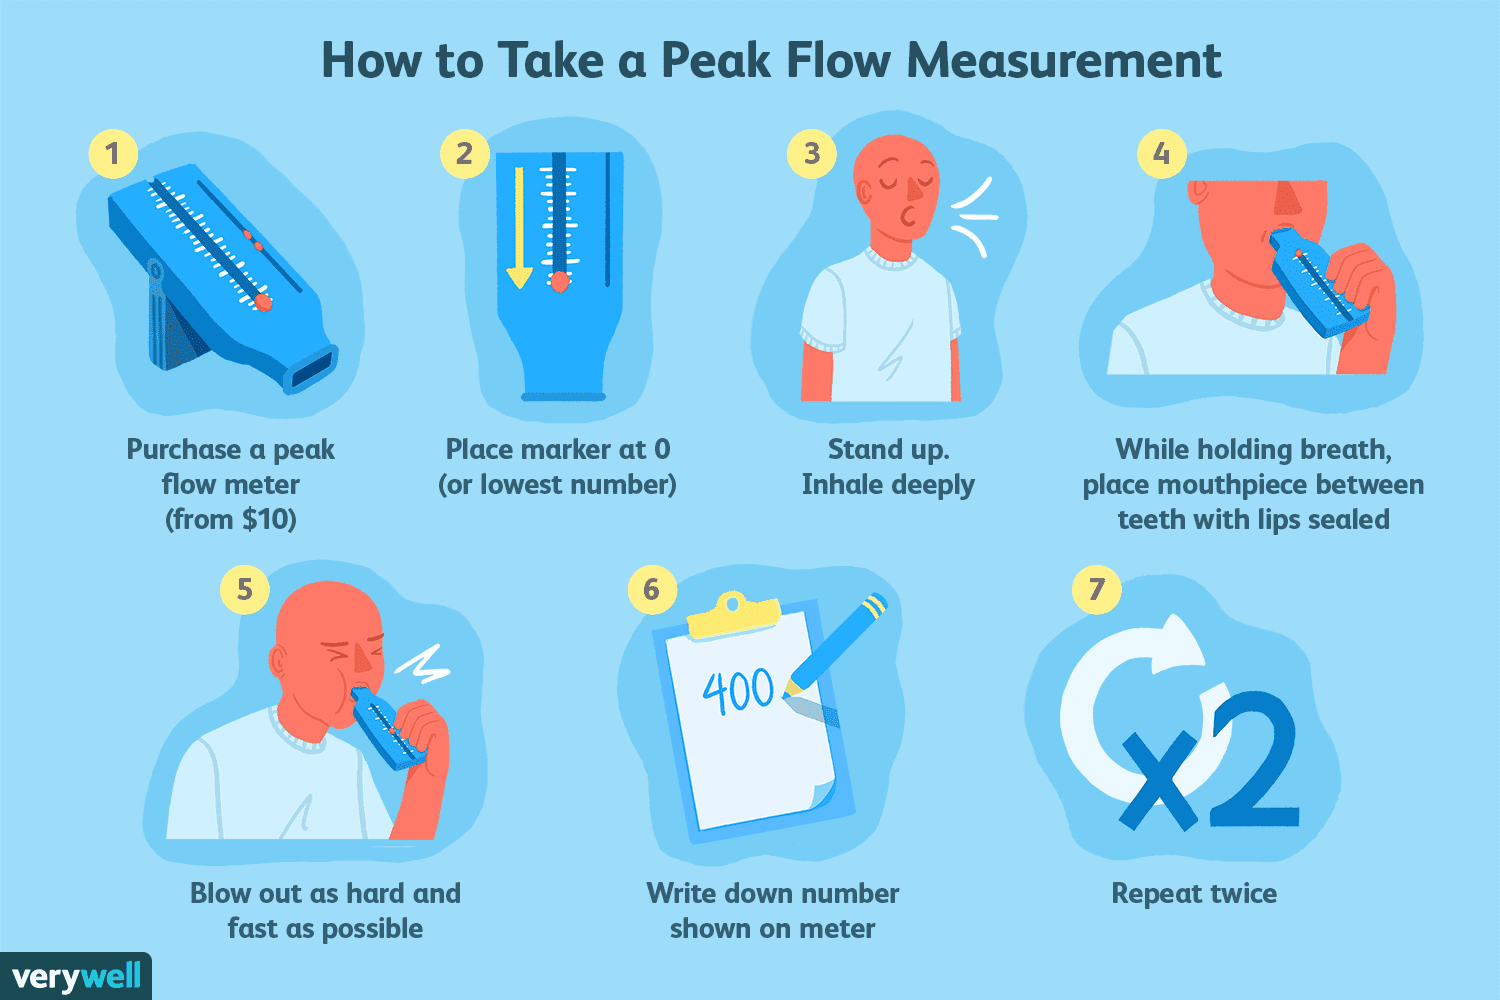 How to Take a Peak Flow Measurement
1
Purchase a peak
flow meter
(from $10)
2
Place marker at 0
(or lowest number)
3
Stand up.
Inhale deeply
4
While holding breath,
place mouthpiece between
teeth with lips sealed
5
Blow out as hard and
fast as possible
6
400
Write down number
shown on meter
7
x2
Repeat twice
verywell